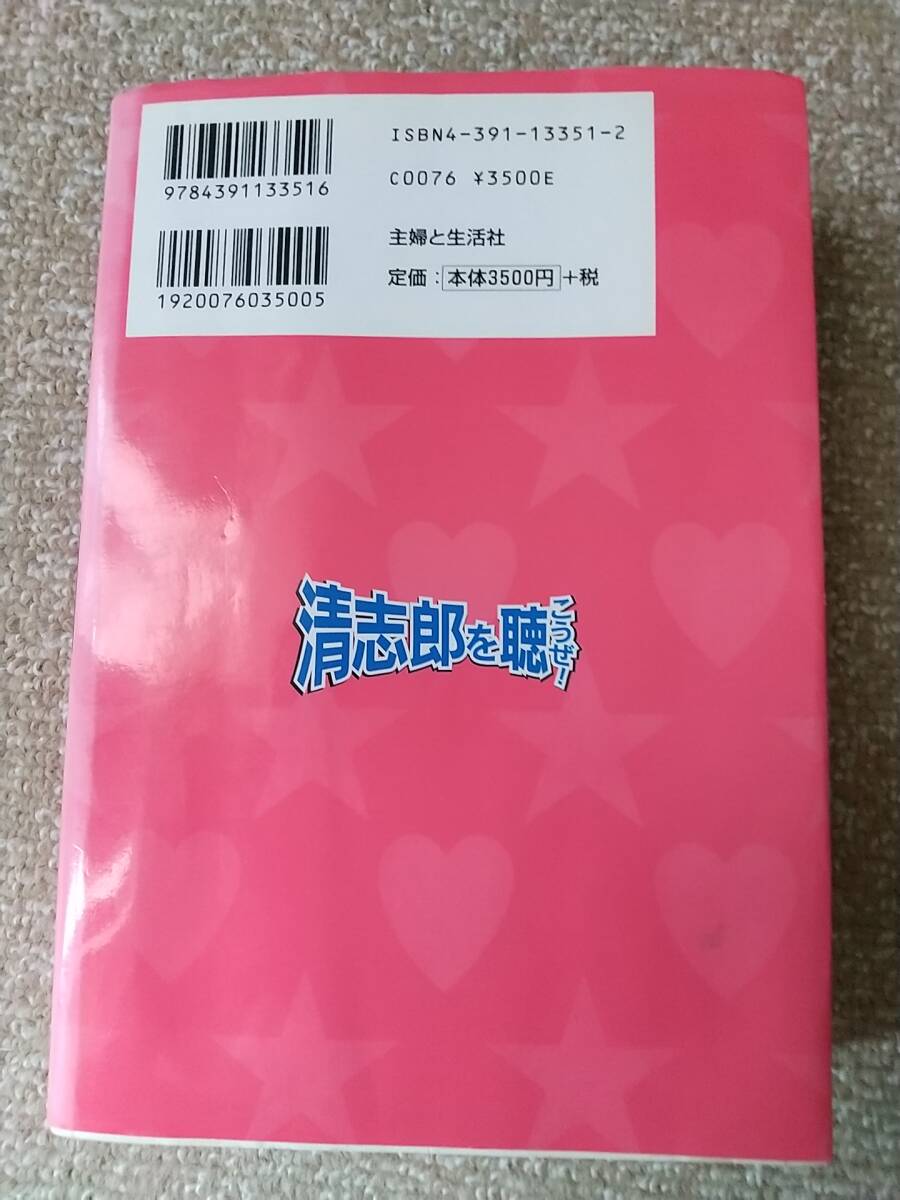 ISBN4-391-13351-2
9784391133516
C0076 ¥3500E
主婦と生活社
定価：本体3500円+税
1920076035005
清志郎を聴こうぜ！